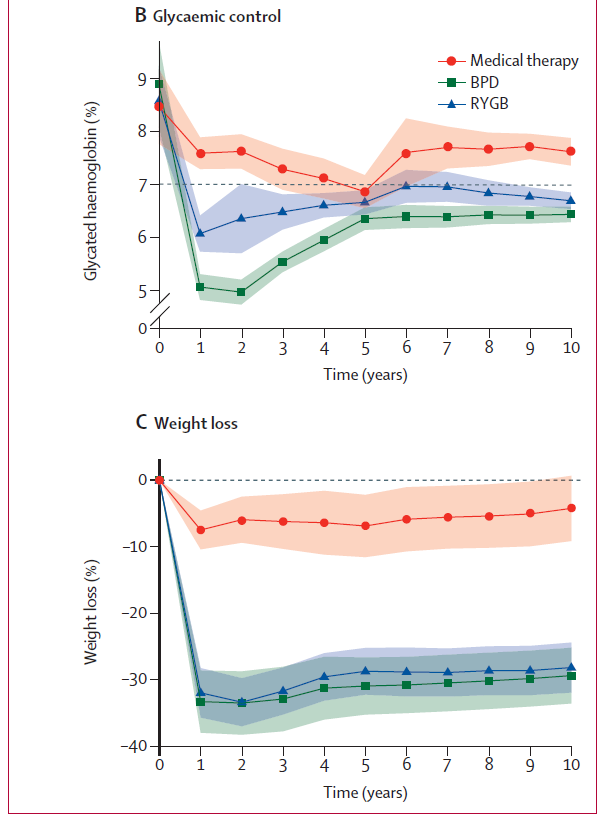 B Glycaemic control
Medical therapy
BPD
RYGB
Glycated haemoglobin (%)
9
8
7
6
5
0
0 1 2 3 4 5 6 7 8 9 10
Time (years)
C Weight loss
Weight loss (%)
0
–10
–20
–30
–40
0 1 2 3 4 5 6 7 8 9 10
Time (years)